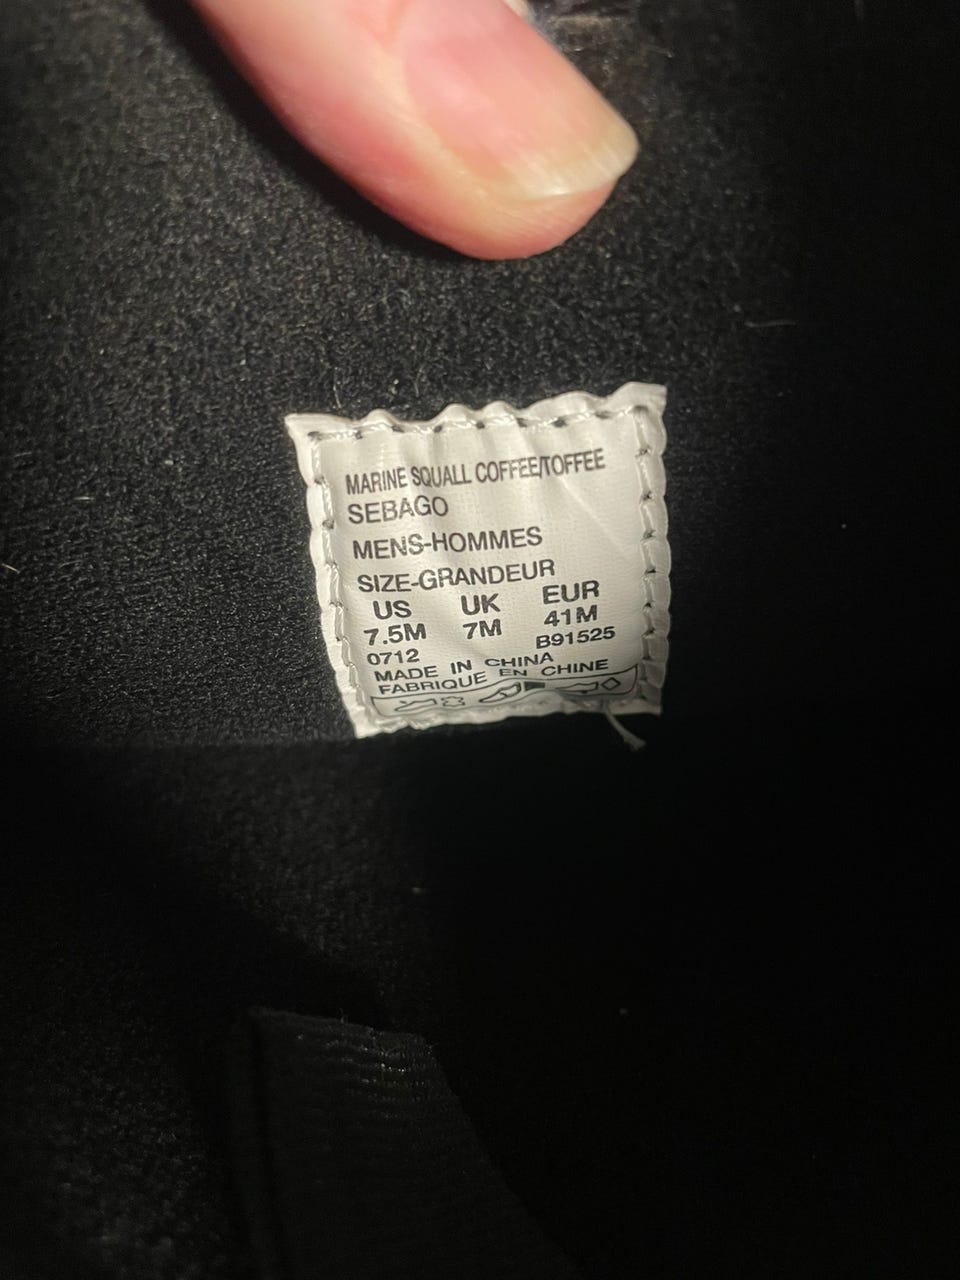 MARINE SQUALL COFFEE/TOFFEE
SEBAGO
MENS-HOMMES
SIZE-GRANDEUR
US UK EUR
7.5M 7M 41M
0712 B91525
MADE IN CHINA
FABRIQUE EN CHINE